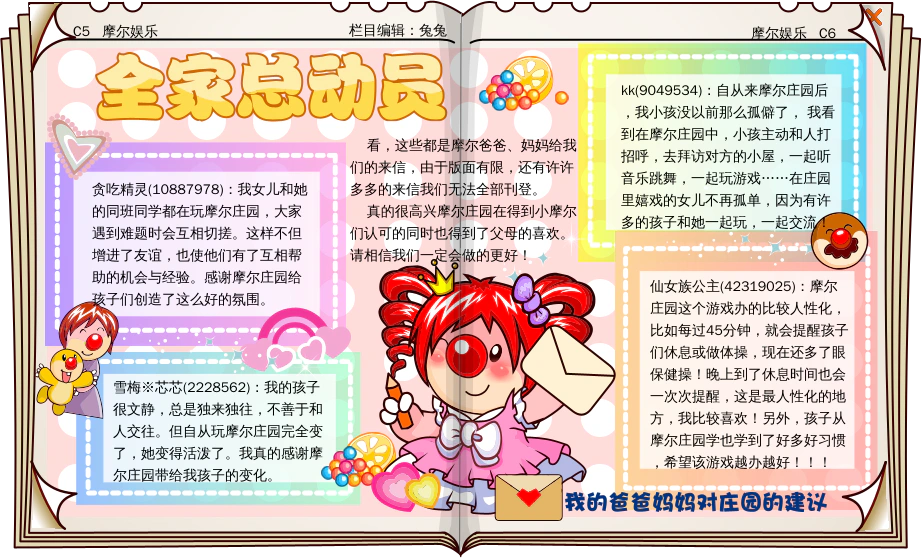 C5 摩尔娱乐
栏目编辑：兔兔
摩尔娱乐 C6
全家总动员
看，这些都是摩尔爸爸、妈妈给我
们的来信，由于版面有限，还有许许
多多的来信我们无法全部刊登。
真的很高兴摩尔庄园在得到小摩尔
们认可的同时也得到了父母的喜欢。
请相信我们一定会做的更好！
贪吃精灵(10887978)：我女儿和她
的同班同学都在玩摩尔庄园，大家
遇到难题时会互相切搓。这样不但
增进了友谊，也使他们有了互相帮
助的机会与经验。感谢摩尔庄园给
孩子们创造了这么好的氛围。
雪梅※芯芯(2228562)：我的孩子
很文静，总是独来独往，不善于和
人交往。但自从玩摩尔庄园完全变
了，她变得活泼了。我真的感谢摩
尔庄园带给我孩子的变化。
kk(9049534)：自从来摩尔庄园后
，我小孩没以前那么孤僻了， 我看
到在摩尔庄园中，小孩主动和人打
招呼，去拜访对方的小屋，一起听
音乐跳舞，一起玩游戏……在庄园
里嬉戏的女儿不再孤单，因为有许
多的孩子和她一起玩，一起交流！
仙女族公主(42319025)：摩尔
庄园这个游戏办的比较人性化，
比如每过45分钟，就会提醒孩子
们休息或做体操，现在还多了眼
保健操！晚上到了休息时间也会
一次次提醒，这是最人性化的地
方，我比较喜欢！另外，孩子从
摩尔庄园学也学到了好多好习惯
，希望该游戏越办越好！！！
我的爸爸妈妈对庄园的建议